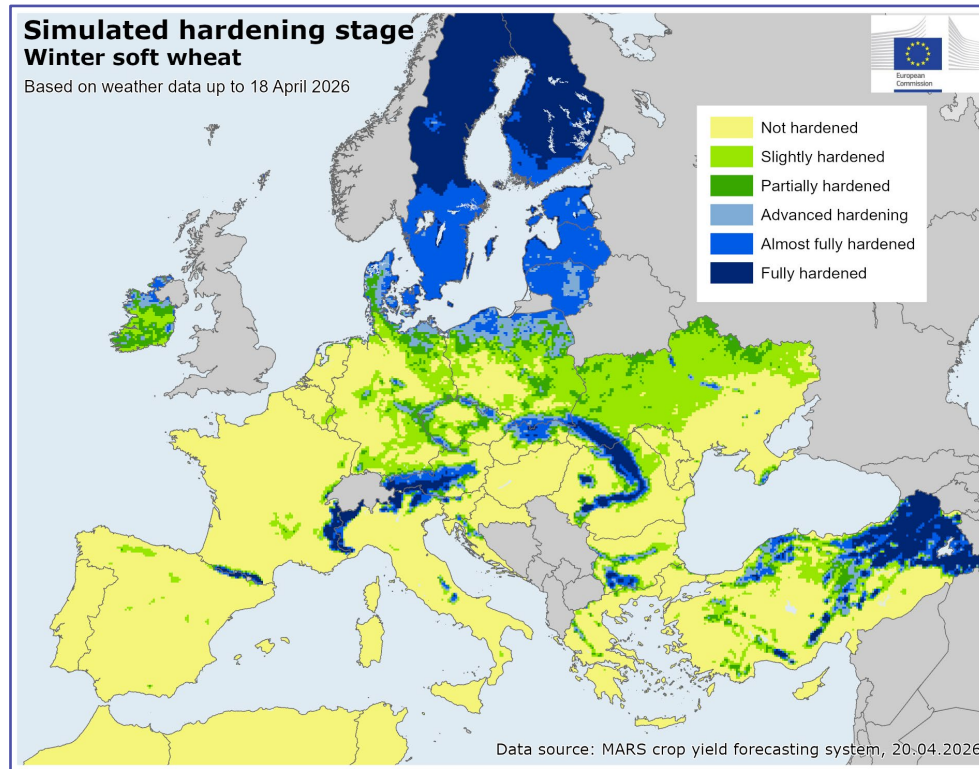 Simulated hardening stage
Winter soft wheat
Based on weather data up to 18 April 2026
European
Commission
Not hardened
Slightly hardened
Partially hardened
Advanced hardening
Almost fully hardened
Fully hardened
Data source: MARS crop yield forecasting system, 20.04.2026